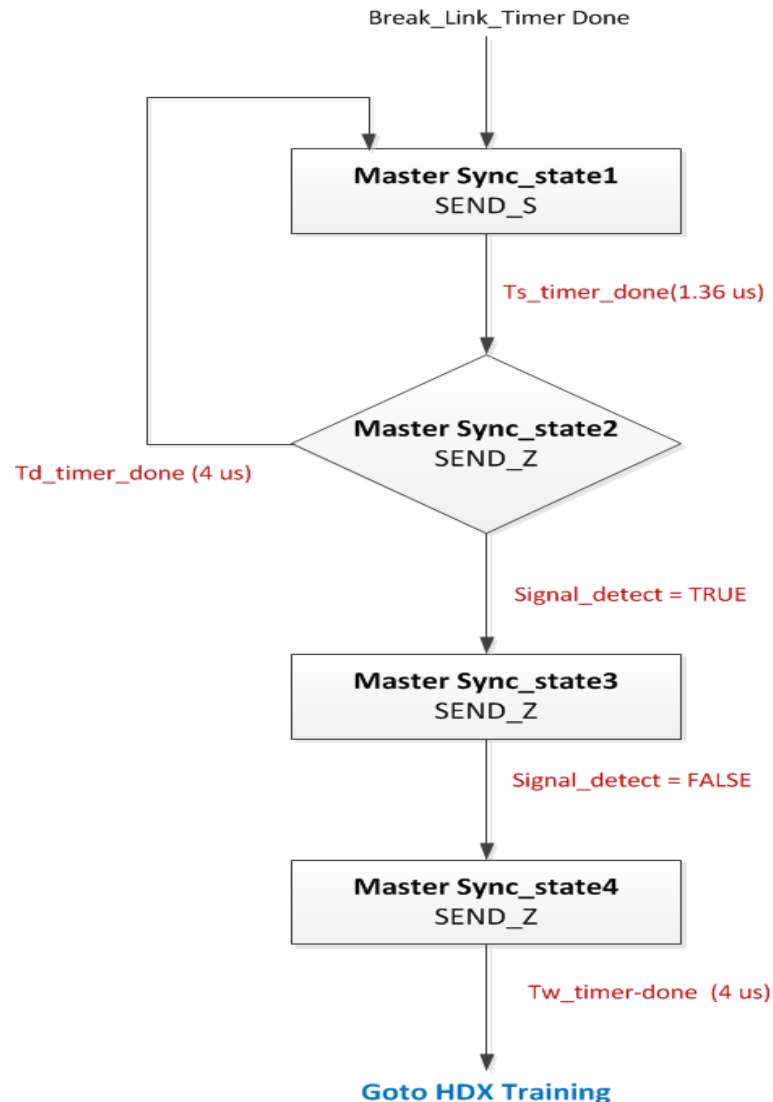 Break_Link_Timer Done
Master Sync_state1
SEND_S
Ts_timer_done(1.36 us)
Master Sync_state2
SEND_Z
Td_timer_done (4 us)
Signal_detect = TRUE
Master Sync_state3
SEND_Z
Signal_detect = FALSE
Master Sync_state4
SEND_Z
Tw_timer-done (4 us)
Goto HDX Training